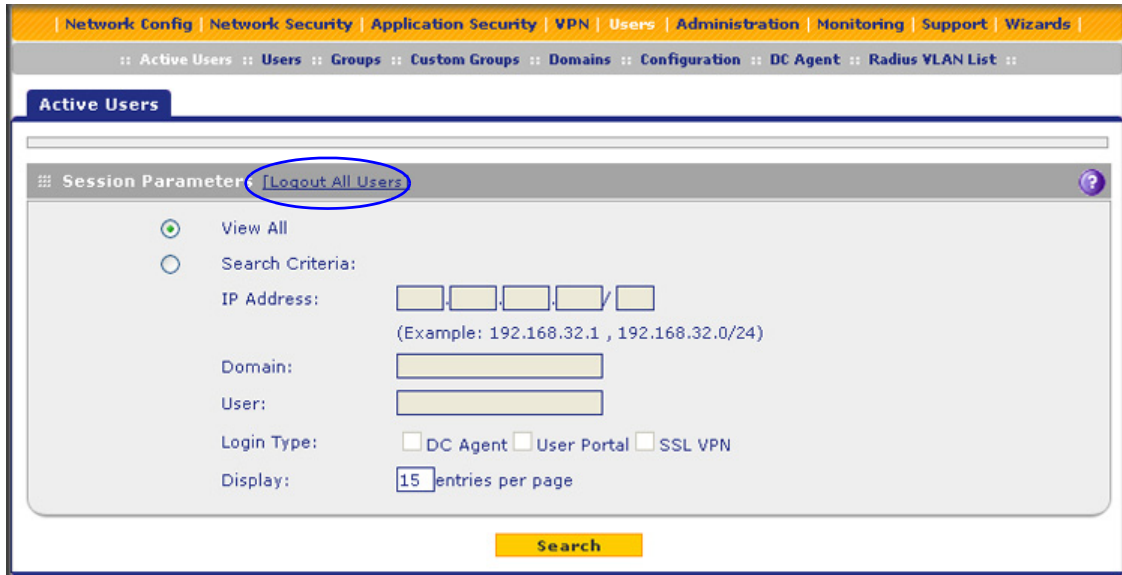 | Network Config | Network Security | Application Security | VPN | Users | Administration | Monitoring | Support | Wizards |
:: Active Users :: Users :: Groups :: Custom Groups :: Domains :: Configuration :: DC Agent :: Radius VLAN List ::
Active Users
Session Parameters [Logout All Users]
?
View All
Search Criteria:
IP Address: . . . /
(Example: 192.168.32.1 , 192.168.32.0/24)
Domain:
User:
Login Type: DC Agent User Portal SSL VPN
Display: 15 entries per page
Search